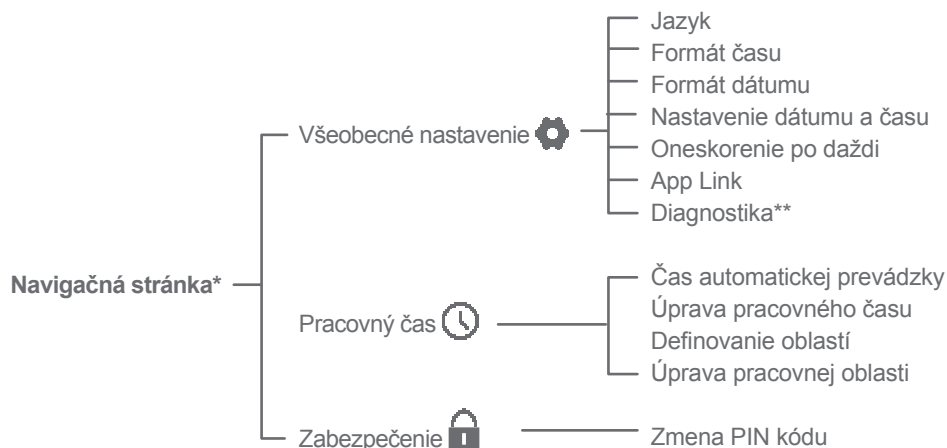 Navigačná stránka*
Všeobecné nastavenie
Jazyk
Formát času
Formát dátumu
Nastavenie dátumu a času
Oneskorenie po daždi
App Link
Diagnostika**
Pracovný čas
Čas automatickej prevádzky
Úprava pracovného času
Definovanie oblastí
Úprava pracovnej oblasti
Zabezpečenie
Zmena PIN kódu